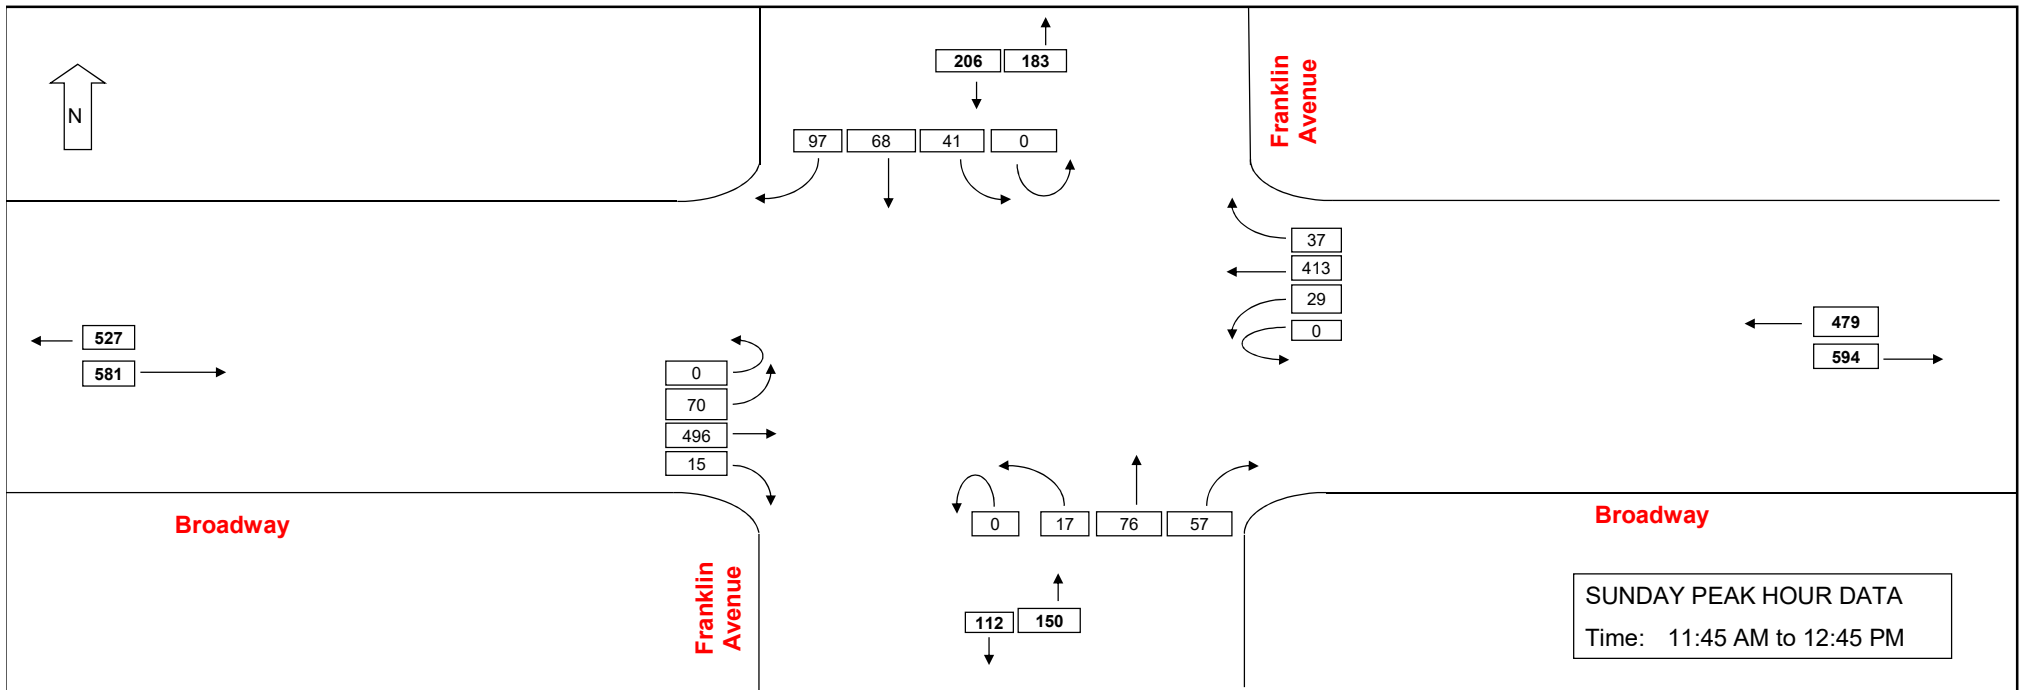 206 183
Franklin
Avenue
N
97 68 41 0
37
413
29
0
527
581
479
594
0
70
496
15
0 17 76 57
Broadway
Broadway
Franklin
Avenue
112 150
SUNDAY PEAK HOUR DATA
Time: 11:45 AM to 12:45 PM